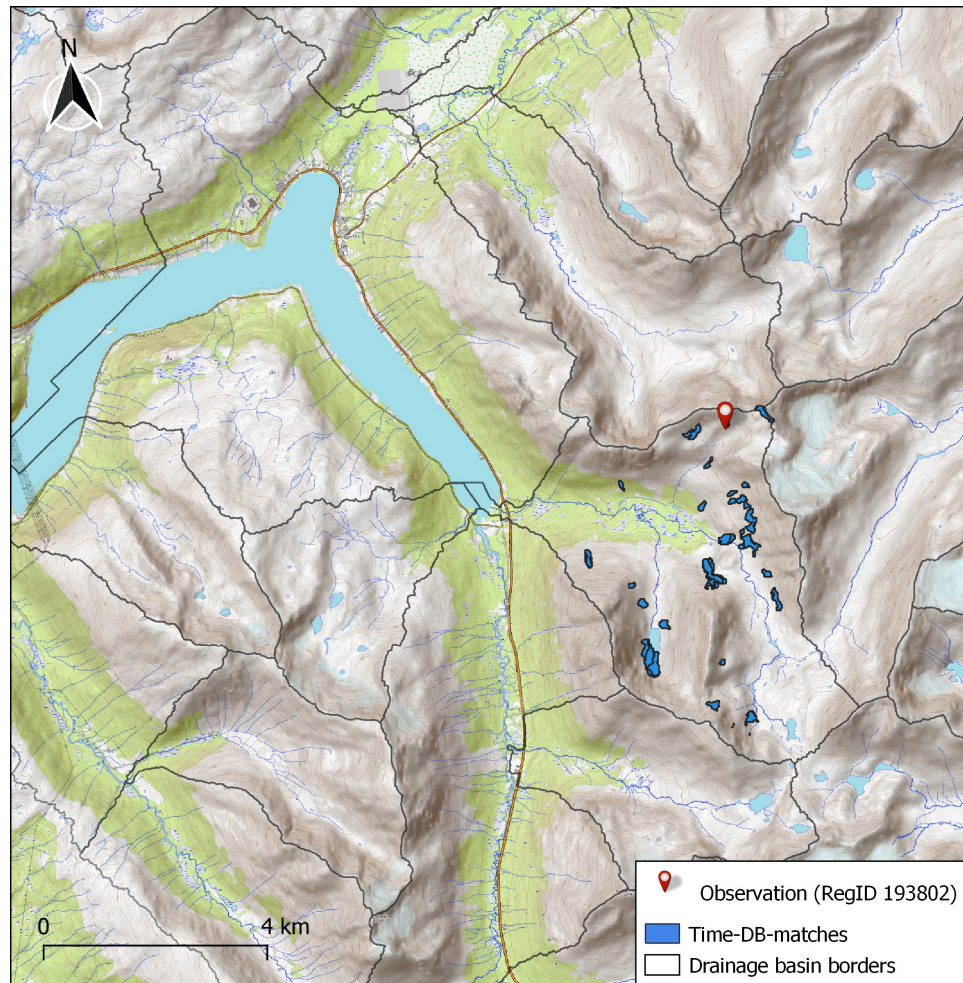 N
0
4 km
Observation (RegID 193802)
Time-DB-matches
Drainage basin borders